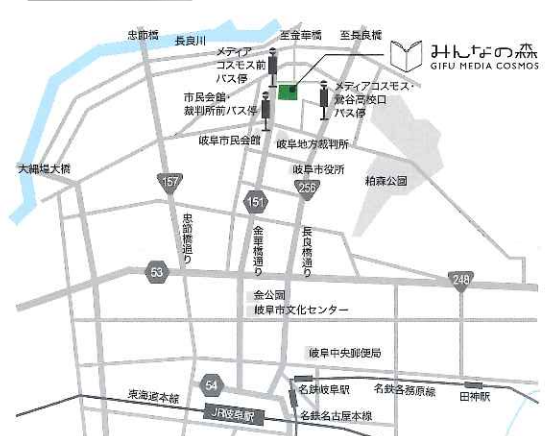 忠節橋
長良川
至金華橋
至長良橋
みんなの森
GIFU MEDIA COSMOS
メディア
コスモス前
バス停
メディアコスモス・
鶯谷高校口
バス停
市民会館・
裁判所前バス停
岐阜市民会館
岐阜地方裁判所
岐阜市役所
大縄場大橋
157
256
151
柏森公園
忠節橋通り
金華橋通り
長良橋通り
53
248
金公園
岐阜市文化センター
岐阜中央郵便局
54
名鉄岐阜駅
名鉄各務原線
田神駅
東海道本線
JR岐阜駅
名鉄名古屋本線